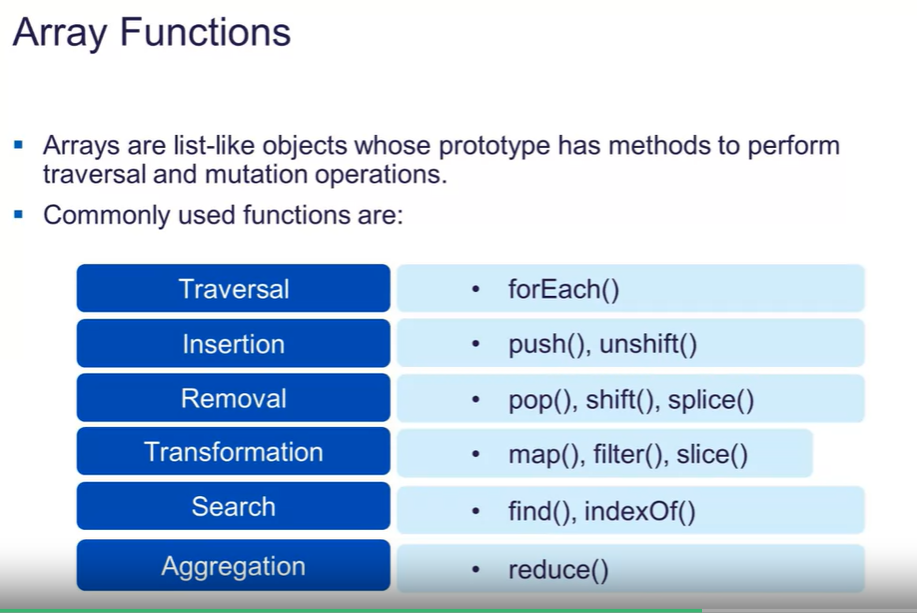 Array Functions
▪ Arrays are list-like objects whose prototype has methods to perform
traversal and mutation operations.
▪ Commonly used functions are:
Traversal • forEach()
Insertion • push(), unshift()
Removal • pop(), shift(), splice()
Transformation • map(), filter(), slice()
Search • find(), indexOf()
Aggregation • reduce()